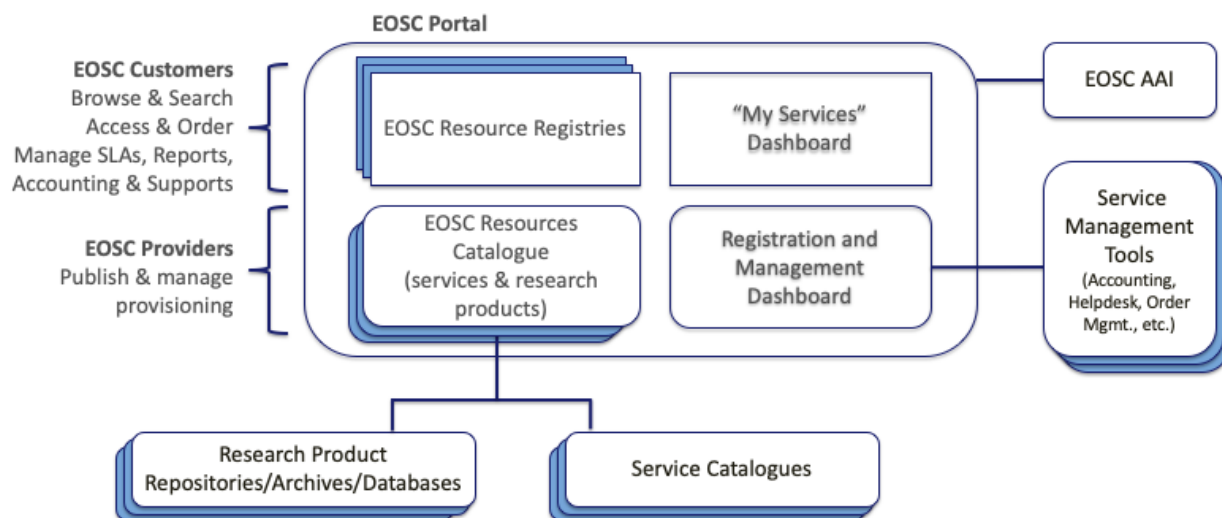 EOSC Portal
EOSC Customers
Browse & Search
Access & Order
Manage SLAs, Reports,
Accounting & Supports
EOSC Resource Registries
“My Services”
Dashboard
EOSC AAI
EOSC Providers
Publish & manage
provisioning
EOSC Resources
Catalogue
(services & research
products)
Registration and
Management
Dashboard
Service
Management
Tools
(Accounting,
Helpdesk, Order
Mgmt., etc.)
Research Product
Repositories/Archives/Databases
Service Catalogues